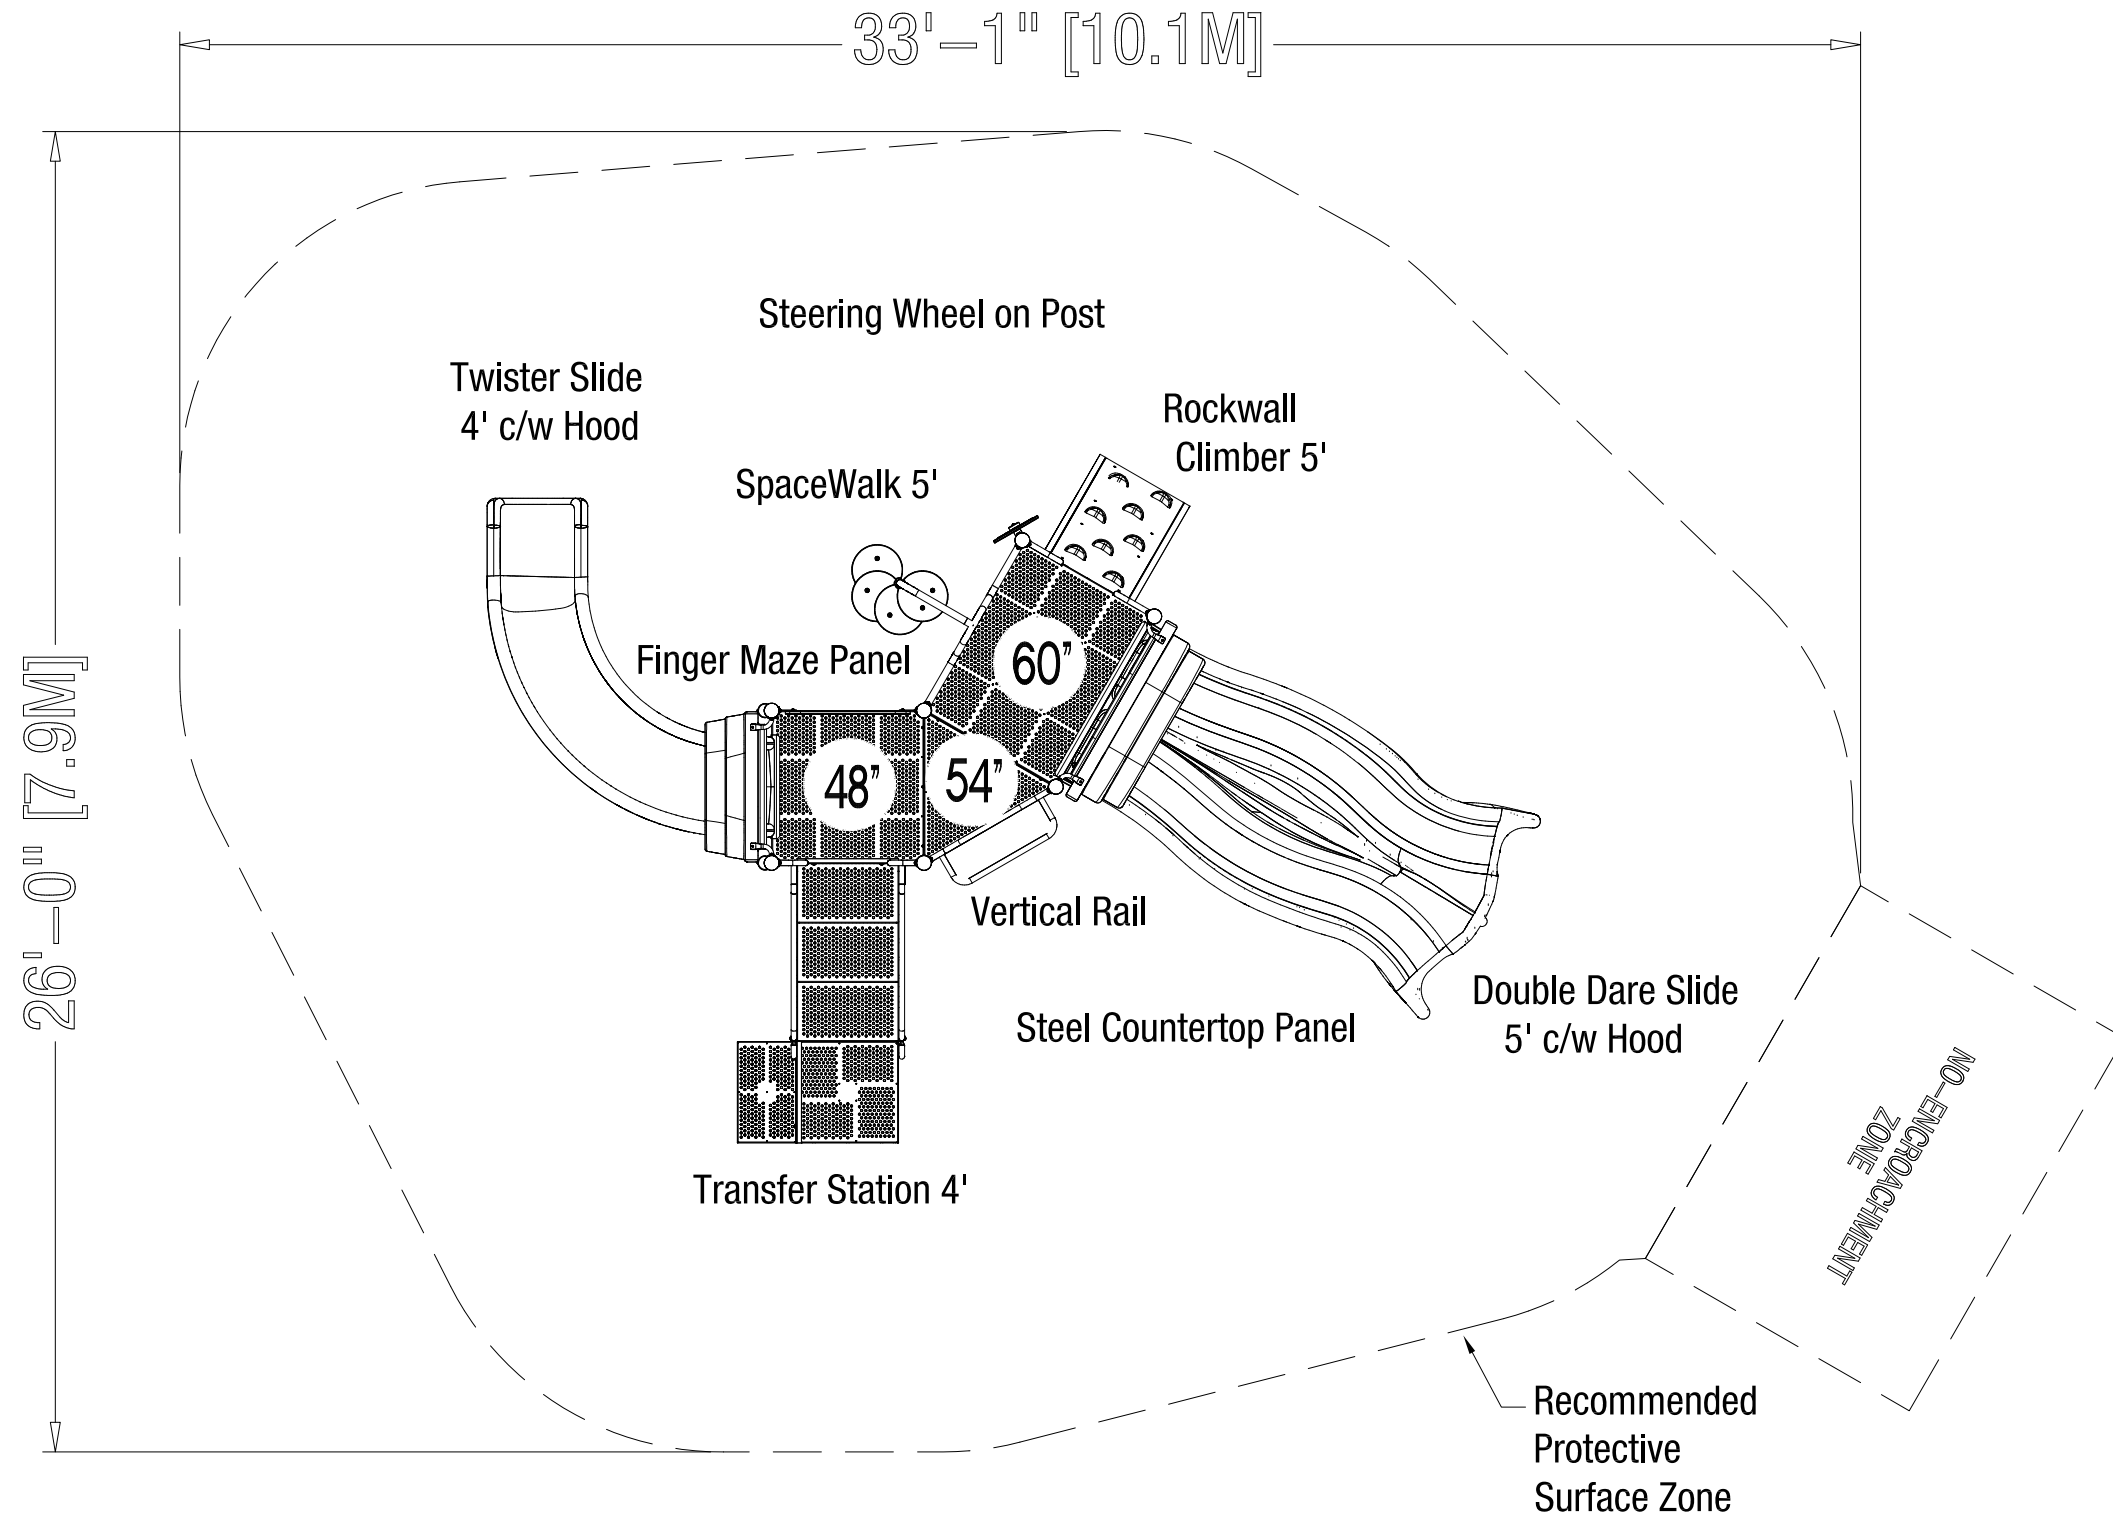 33'-1" [10.1M]
Steering Wheel on Post
Twister Slide
4' c/w Hood
Rockwall
Climber 5'
SpaceWalk 5'
Finger Maze Panel
60"
48"
54"
26'-0" [7.9M]
Vertical Rail
Steel Countertop Panel
Double Dare Slide
5' c/w Hood
NO-ENCROACHMENT
ZONE
Transfer Station 4'
Recommended
Protective
Surface Zone